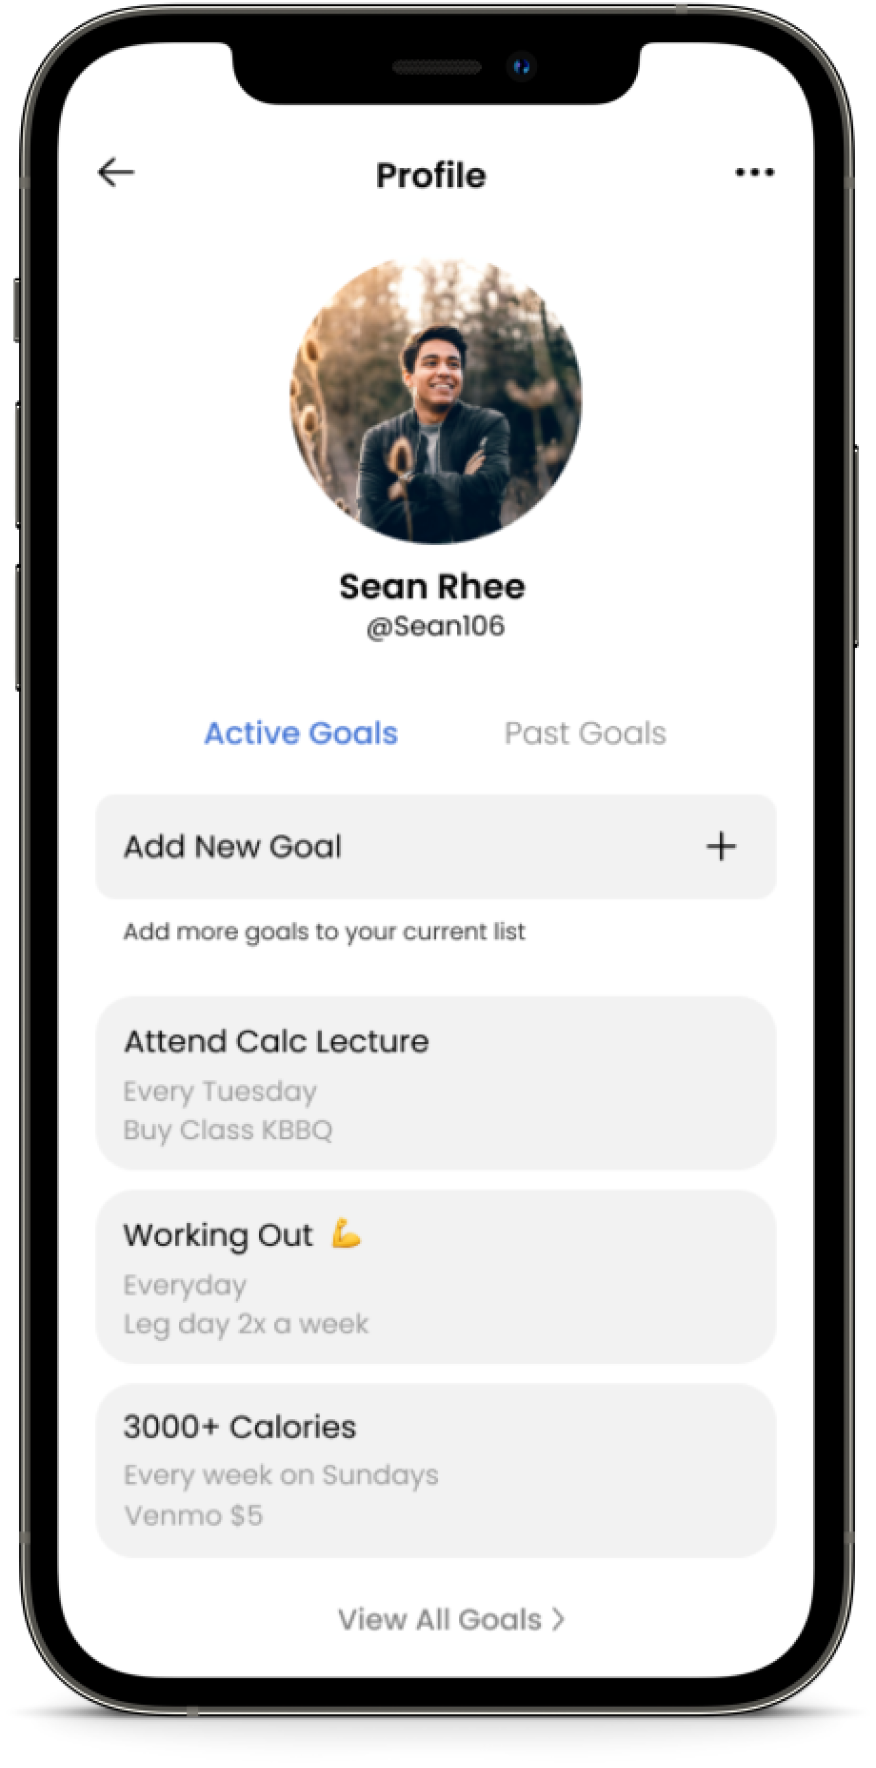 Profile
Sean Rhee
@Sean106
Active Goals Past Goals
Add New Goal
Add more goals to your current list
Attend Calc Lecture
Every Tuesday
Buy Class KBBQ
Working Out 💪
Everyday
Leg day 2x a week
3000+ Calories
Every week on Sundays
Venmo $5
View All Goals >